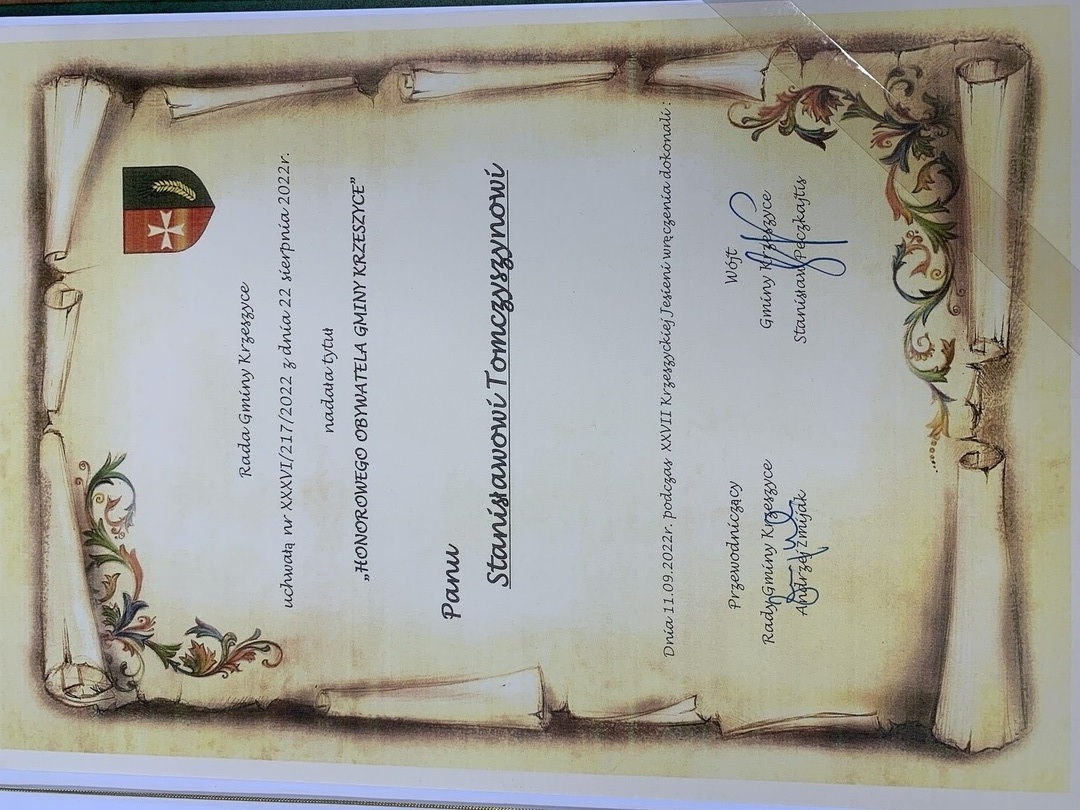 Rada Gminy Krzeszyce
uchwałą nr XXXVI/217/2022 z dnia 22 sierpnia 2022r.
nadała tytuł
„HONOROWEGO OBYWATELA GMINY KRZESZYCE”
Panu
Stanisławowi Tomczyszynowi
Dnia 11.09.2022r. podczas XXVII Krzeszyckiej Jesieni wręczenia dokonali:
Przewodniczący
Rady Gminy Krzeszyce
Andrzej Żmijak
Wójt
Gminy Krzeszyce
Stanisław Peczkajtis